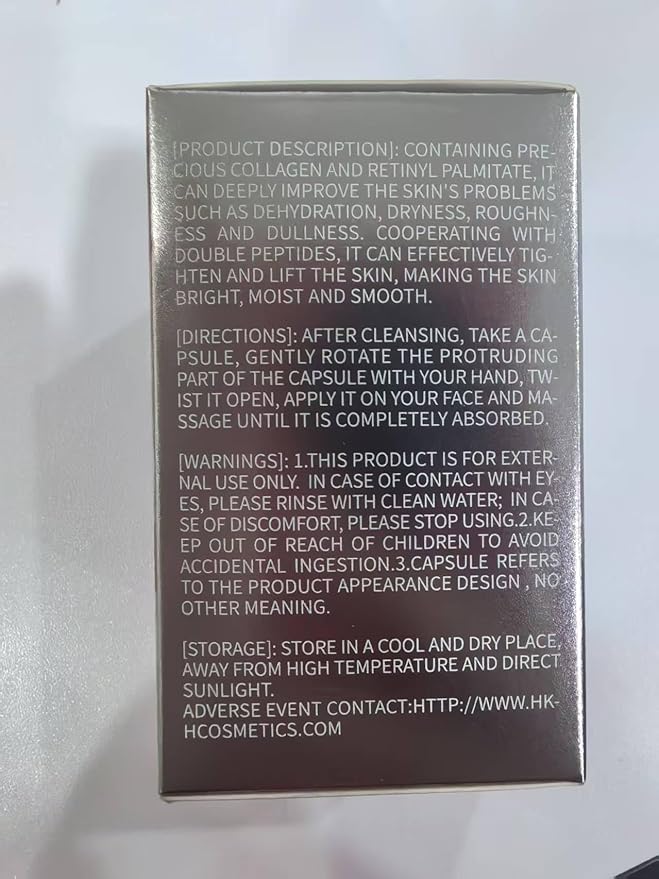 [PRODUCT DESCRIPTION]: CONTAINING PRE-
CIOUS COLLAGEN AND RETINYL PALMITATE, IT
CAN DEEPLY IMPROVE THE SKIN'S PROBLEMS
SUCH AS DEHYDRATION, DRYNESS, ROUGHN-
ESS AND DULLNESS. COOPERATING WITH
DOUBLE PEPTIDES, IT CAN EFFECTIVELY TIG-
HTEN AND LIFT THE SKIN, MAKING THE SKIN
BRIGHT, MOIST AND SMOOTH.
[DIRECTIONS]: AFTER CLEANSING, TAKE A CA-
PSULE, GENTLY ROTATE THE PROTRUDING
PART OF THE CAPSULE WITH YOUR HAND, TW-
IST IT OPEN, APPLY IT ON YOUR FACE AND MA-
SSAGE UNTIL IT IS COMPLETELY ABSORBED.
[WARNINGS]: 1.THIS PRODUCT IS FOR EXTER-
NAL USE ONLY. IN CASE OF CONTACT WITH EY-
ES, PLEASE RINSE WITH CLEAN WATER; IN CA-
SE OF DISCOMFORT, PLEASE STOP USING.2.KE-
EP OUT OF REACH OF CHILDREN TO AVOID
ACCIDENTAL INGESTION.3.CAPSULE REFERS
TO THE PRODUCT APPEARANCE DESIGN , NO
OTHER MEANING.
[STORAGE]: STORE IN A COOL AND DRY PLACE,
AWAY FROM HIGH TEMPERATURE AND DIRECT
SUNLIGHT.
ADVERSE EVENT CONTACT:HTTP://WWW.HK-
HCOSMETICS.COM